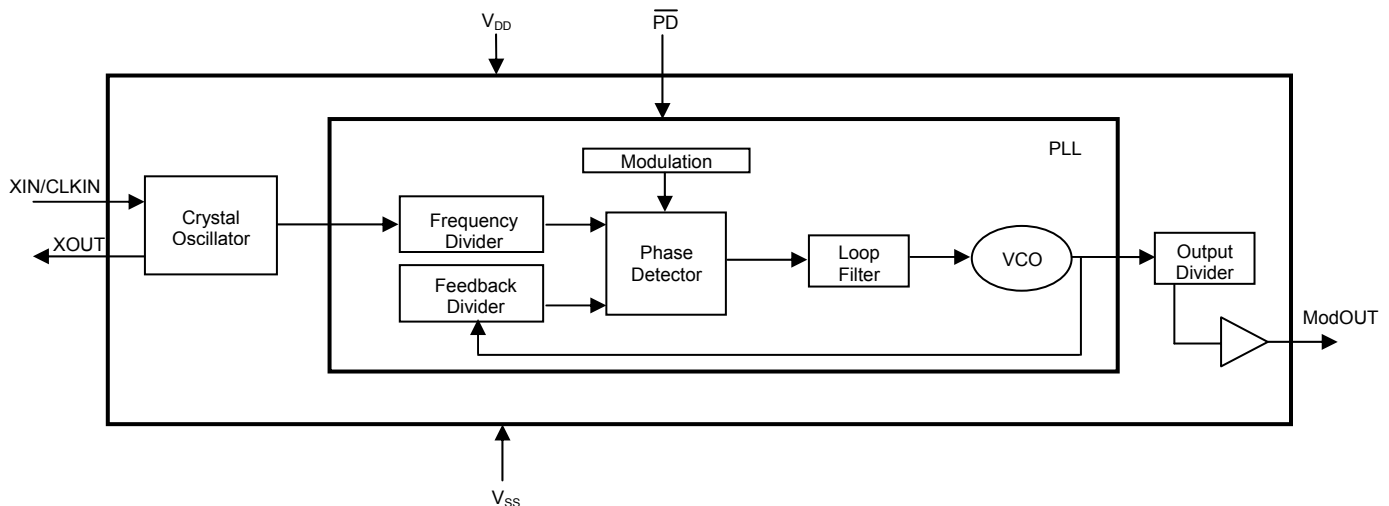 V_DD
P̅D̅
PLL
Modulation
XIN/CLKIN
Crystal
Oscillator
XOUT
Frequency
Divider
Feedback
Divider
Phase
Detector
Loop
Filter
VCO
Output
Divider
ModOUT
V_SS